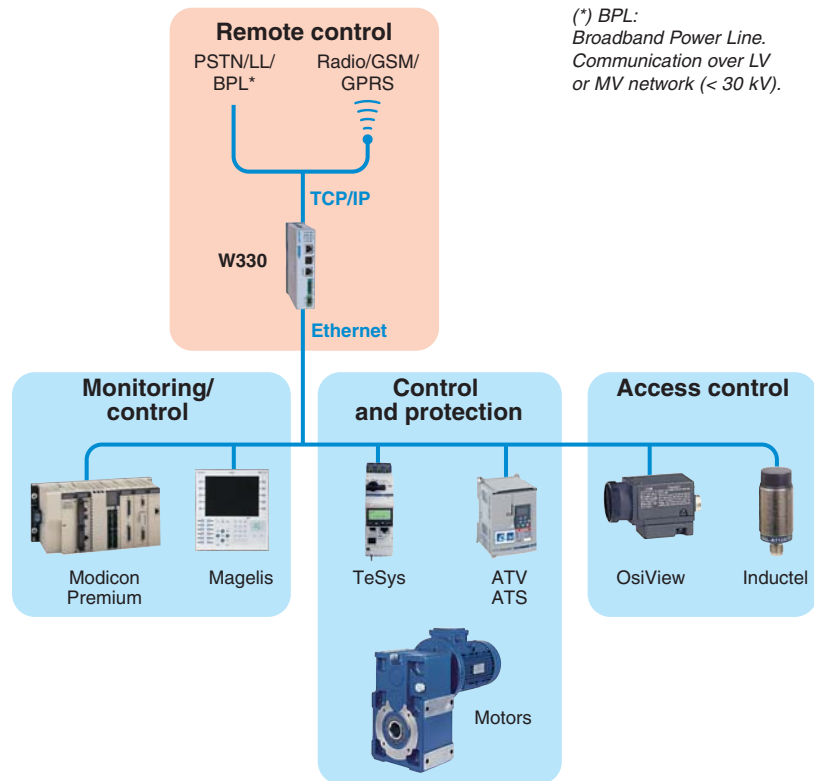 Remote control
PSTN/LL/
BPL*
Radio/GSM/
GPRS
(*) BPL:
Broadband Power Line.
Communication over LV
or MV network (< 30 kV).
TCP/IP
W330
Ethernet
Monitoring/
control
Control
and protection
Access control
Modicon
Premium
Magelis
TeSys
ATV
ATS
OsiView
Inductel
Motors